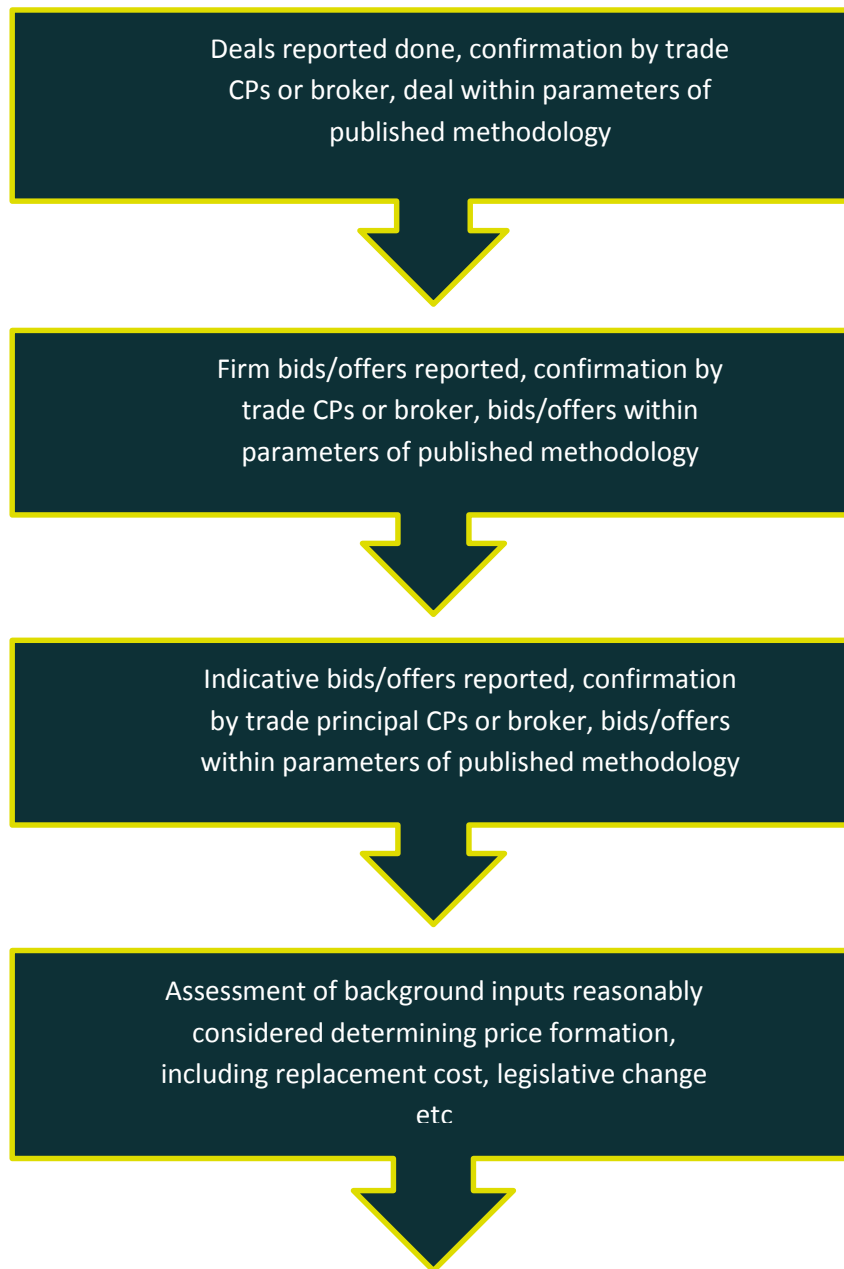 Deals reported done, confirmation by trade
CPs or broker, deal within parameters of
published methodology
Firm bids/offers reported, confirmation by
trade CPs or broker, bids/offers within
parameters of published methodology
Indicative bids/offers reported, confirmation
by trade principal CPs or broker, bids/offers
within parameters of published methodology
Assessment of background inputs reasonably
considered determining price formation,
including replacement cost, legislative change
etc